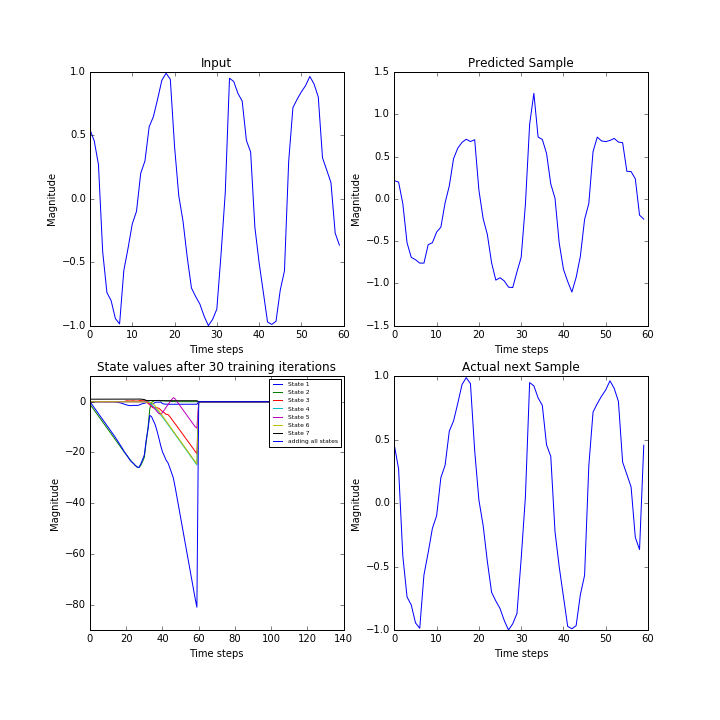 Input
Magnitude
1.0
0.5
0.0
−0.5
−1.0
0 10 20 30 40 50 60
Time steps
Predicted Sample
Magnitude
1.5
1.0
0.5
0.0
−0.5
−1.0
−1.5
0 10 20 30 40 50 60
Time steps
State values after 30 training iterations
Magnitude
0
−20
−40
−60
−80
0 20 40 60 80 100 120 140
Time steps
State 1
State 2
State 3
State 4
State 5
State 6
State 7
adding all states
Actual next Sample
Magnitude
1.0
0.5
0.0
−0.5
−1.0
0 10 20 30 40 50 60
Time steps